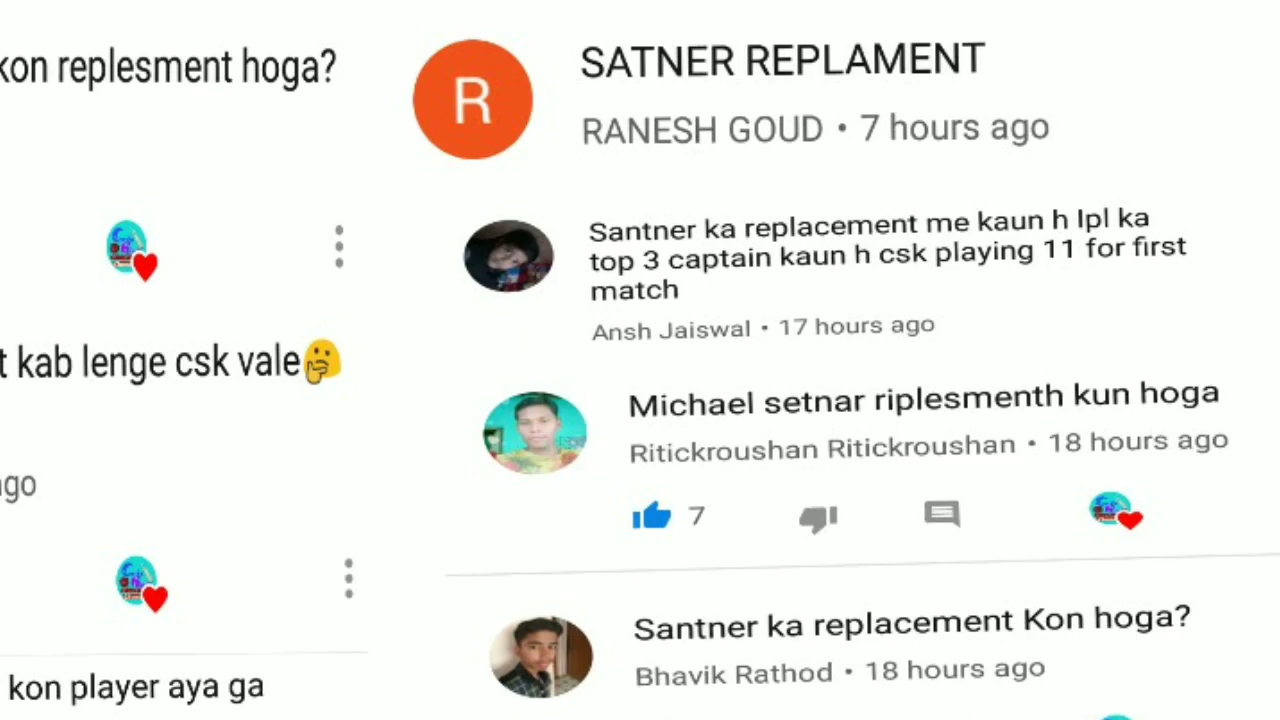 kon replesment hoga?
t kab lenge csk vale🤔
ago
kon player aya ga
R
SATNER REPLAMENT
RANESH GOUD • 7 hours ago
Santner ka replacement me kaun h Ipl ka
top 3 captain kaun h csk playing 11 for first
match
Ansh Jaiswal • 17 hours ago
Michael setnar riplesmenth kun hoga
Ritickroushan Ritickroushan • 18 hours ago
7
Santner ka replacement Kon hoga?
Bhavik Rathod • 18 hours ago